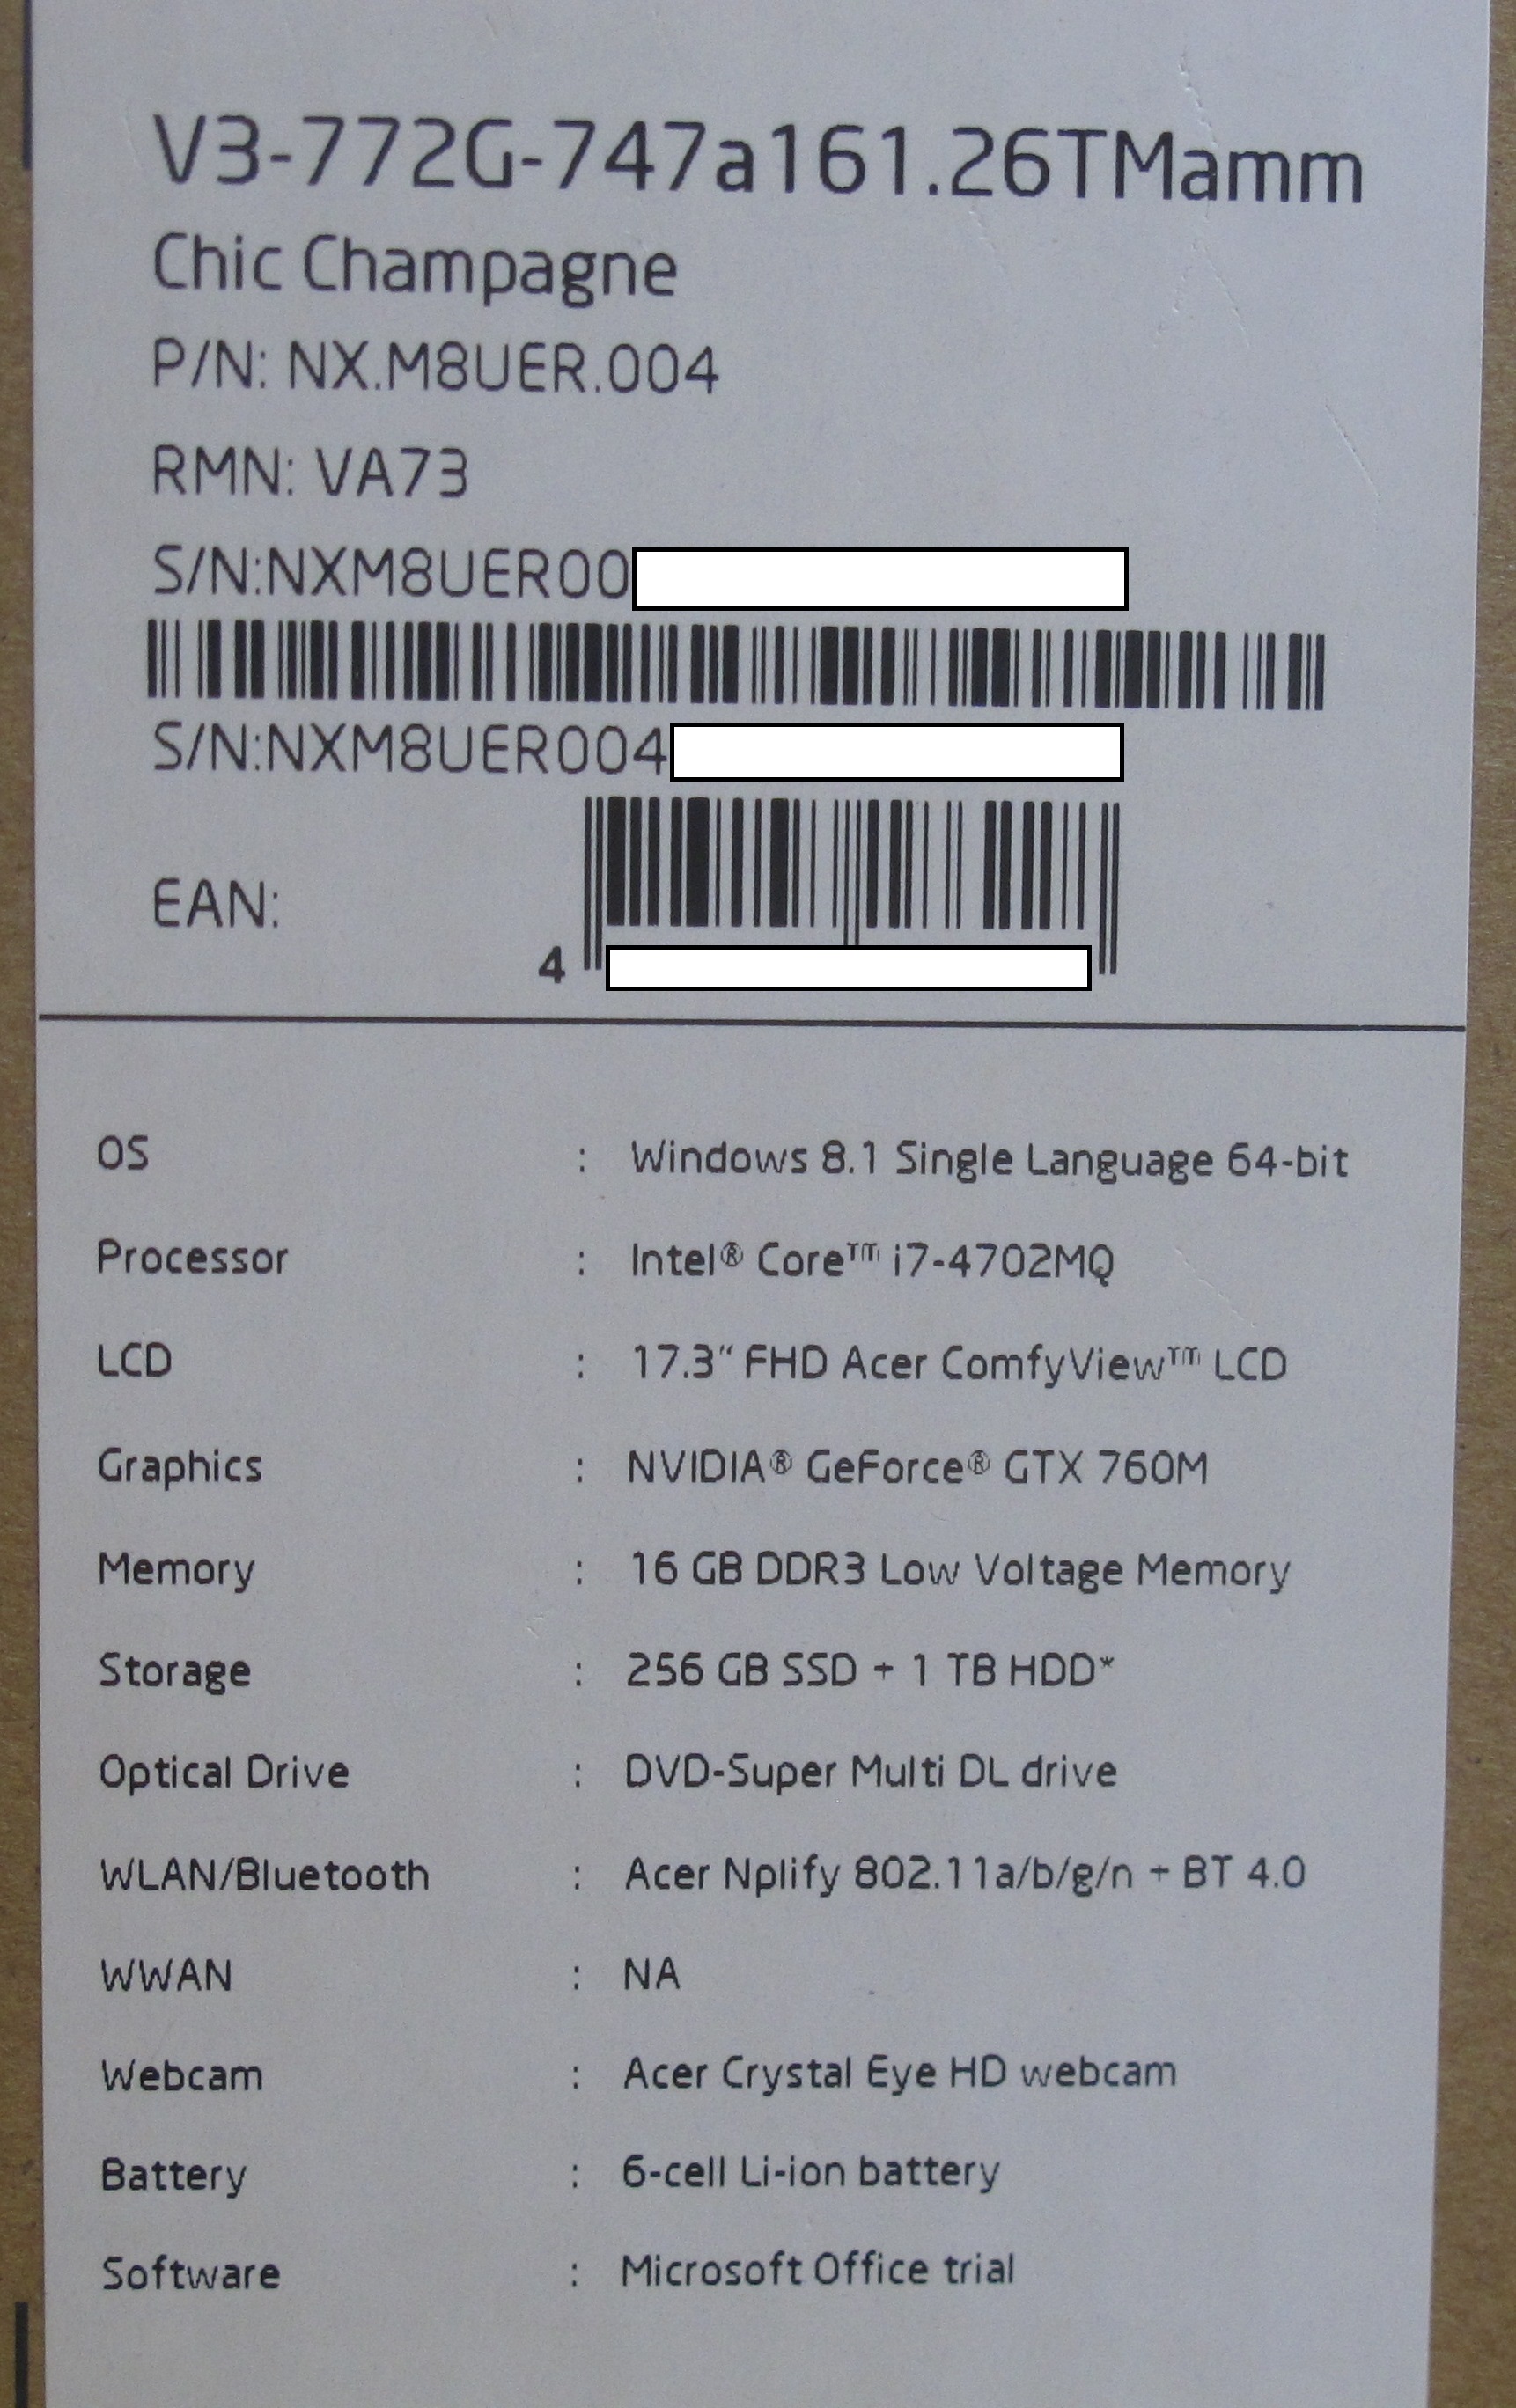 V3-772G-747a161.26TMamm
Chic Champagne
P/N: NX.M8UER.004
RMN: VA73
S/N:NXM8UER00
S/N:NXM8UER004
EAN:
4
OS : Windows 8.1 Single Language 64-bit
Processor : Intel® Core™ i7-4702MQ
LCD : 17.3“ FHD Acer ComfyView™ LCD
Graphics : NVIDIA® GeForce® GTX 760M
Memory : 16 GB DDR3 Low Voltage Memory
Storage : 256 GB SSD + 1 TB HDD*
Optical Drive : DVD-Super Multi DL drive
WLAN/Bluetooth : Acer Nplify 802.11a/b/g/n + BT 4.0
WWAN : NA
Webcam : Acer Crystal Eye HD webcam
Battery : 6-cell Li-ion battery
Software : Microsoft Office trial